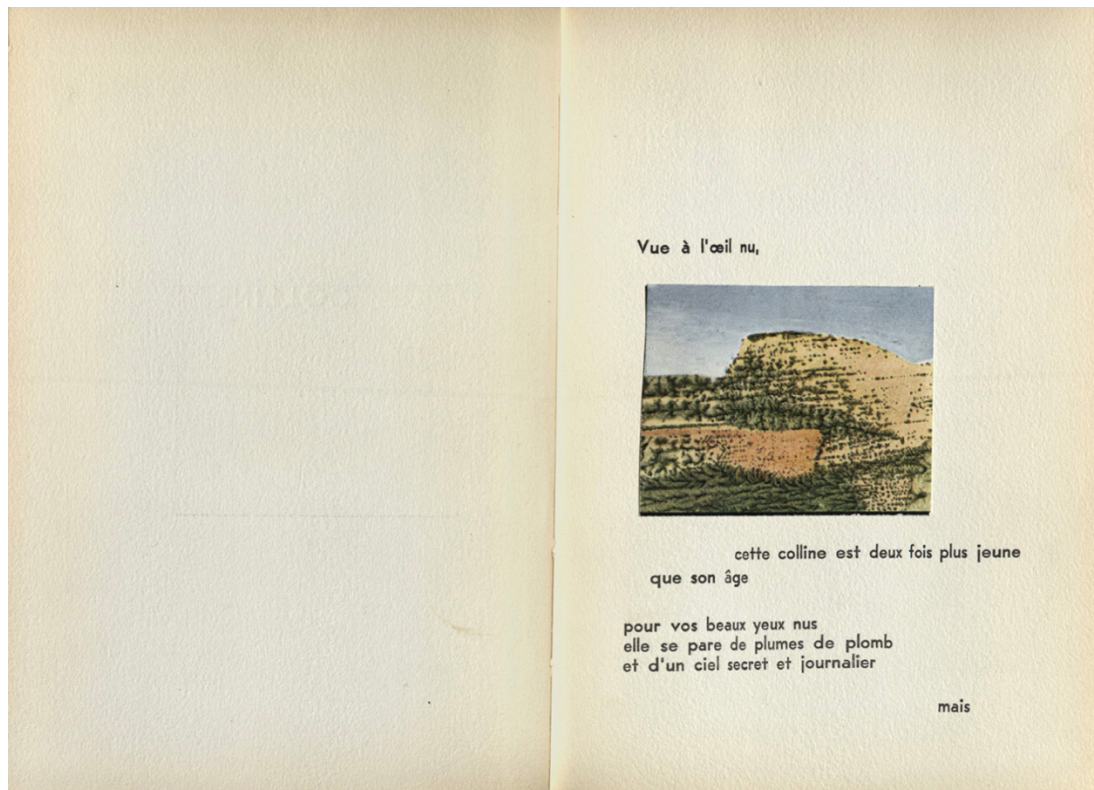 Vue à l'œil nu,
cette colline est deux fois plus jeune
que son âge
pour vos beaux yeux nus
elle se pare de plumes de plomb
et d'un ciel secret et journalier
mais